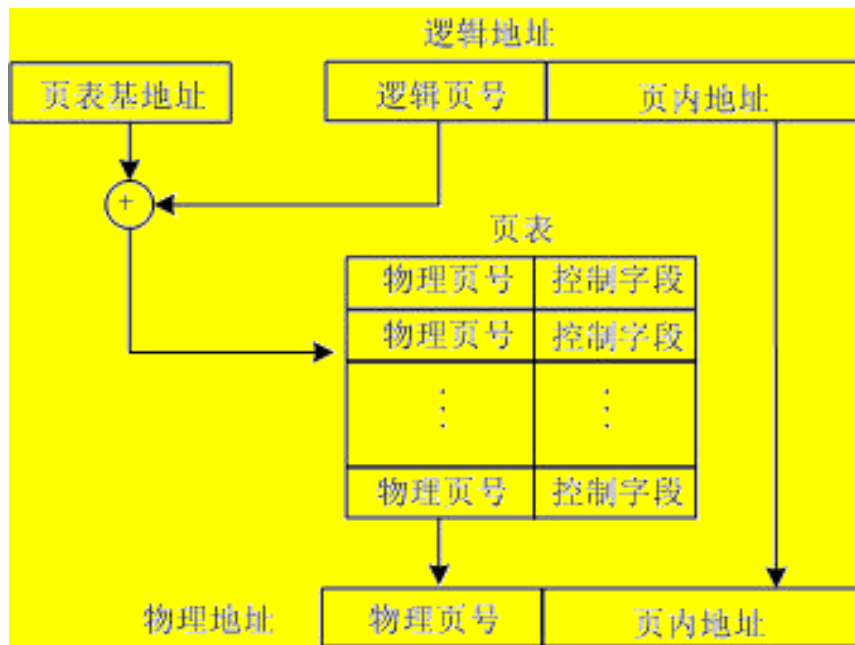 逻辑地址
页表基地址 逻辑页号 页内地址
+
页表
物理页号 控制字段
物理页号 控制字段
⋮ ⋮
物理页号 控制字段
物理地址 物理页号 页内地址